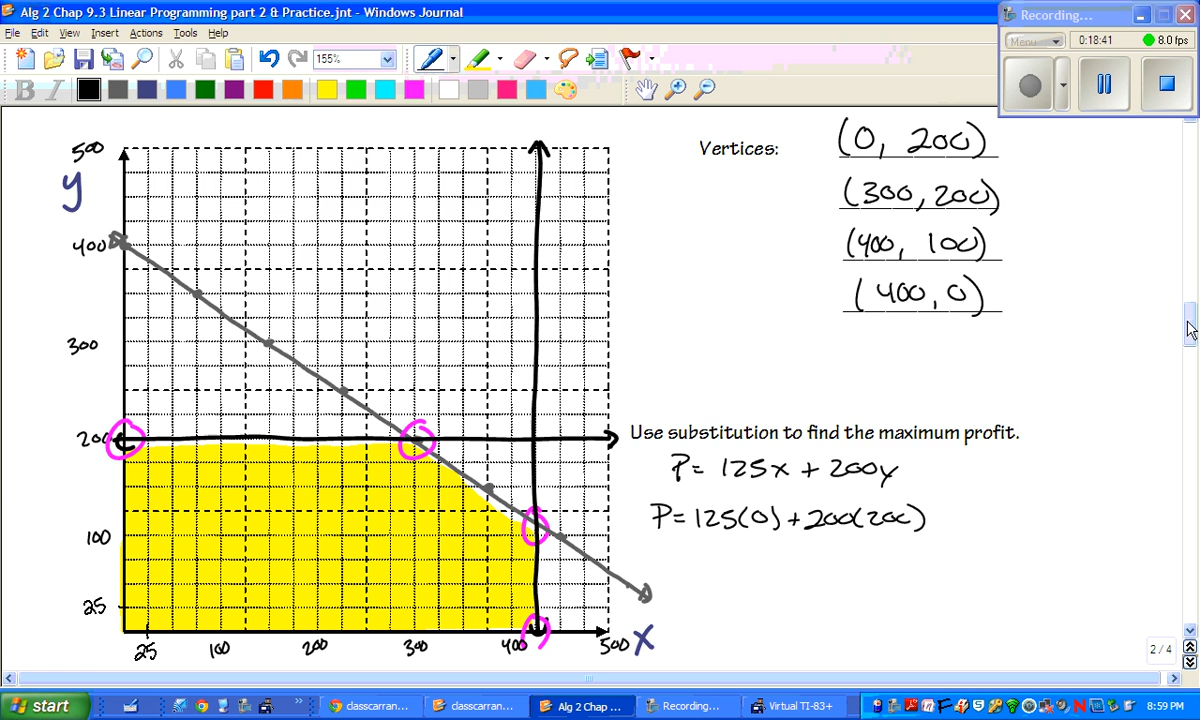 Alg 2 Chap 9.3 Linear Programming part 2 & Practice.jnt - Windows Journal
Recording...
File Edit View Insert Actions Tools Help
Menu 0:18:41 8.0 fps
155%
B I
500
y
400
300
200
100
25
25 100 200 300 400 500 x
Vertices: (0, 200)
(300, 200)
(400, 100)
(400, 0)
Use substitution to find the maximum profit.
P= 125x + 200y
P= 125(0) + 200(200)
2 / 4
start classcarran... classcarran... Alg 2 Chap ... Recording... Virtual TI-83+ 8:59 PM